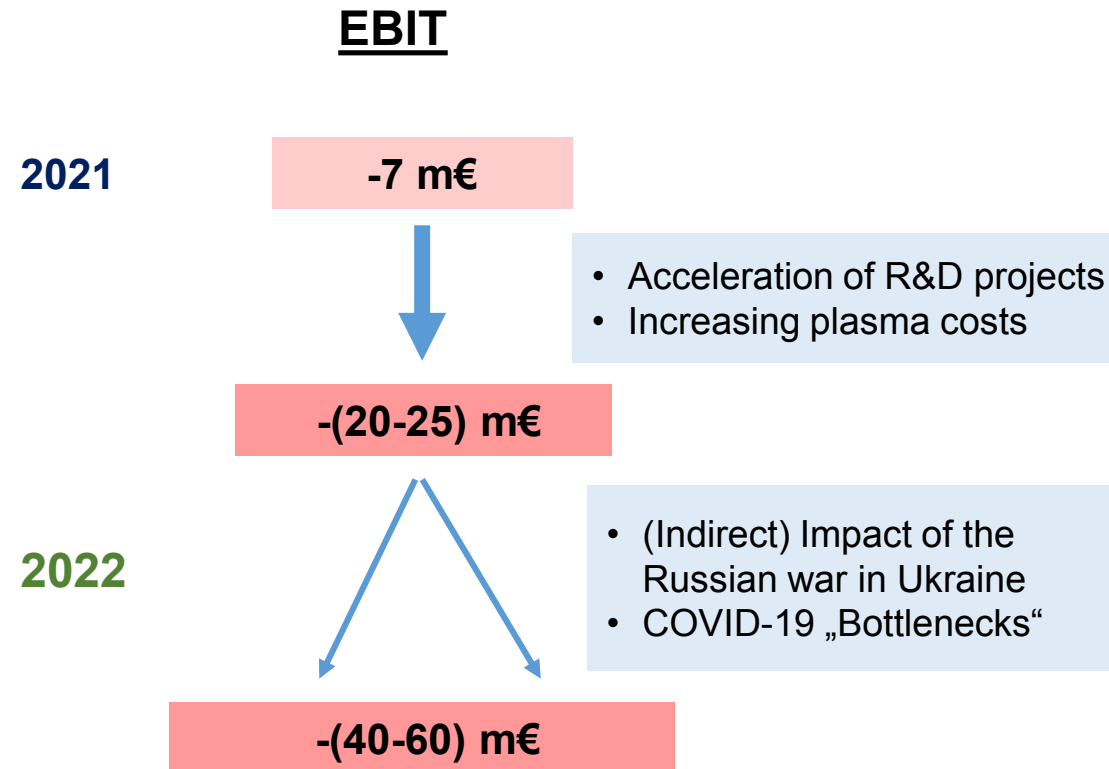 EBIT
2021
-7 m€
• Acceleration of R&D projects
• Increasing plasma costs
-(20-25) m€
2022
• (Indirect) Impact of the
Russian war in Ukraine
• COVID-19 „Bottlenecks“
-(40-60) m€